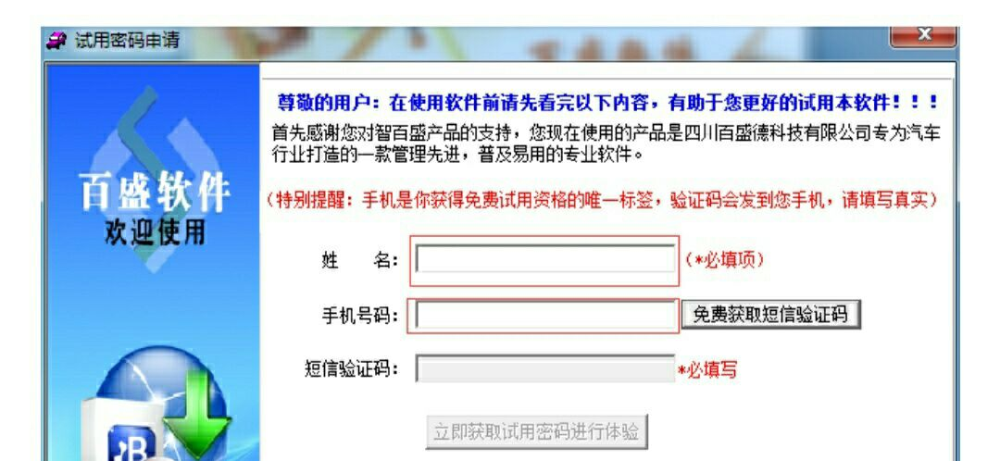 试用密码申请
尊敬的用户：在使用软件前请先看完以下内容，有助于您更好的试用本软件！！！
首先感谢您对智百盛产品的支持，您现在使用的产品是四川百盛德科技有限公司专为汽车
行业打造的一款管理先进，普及易用的专业软件。
百盛软件
欢迎使用
（特别提醒：手机是你获得免费试用资格的唯一标签，验证码会发到您手机，请填写真实）
姓 名： （*必填项）
手机号码： 免费获取短信验证码
短信验证码： *必填写
立即获取试用密码进行体验